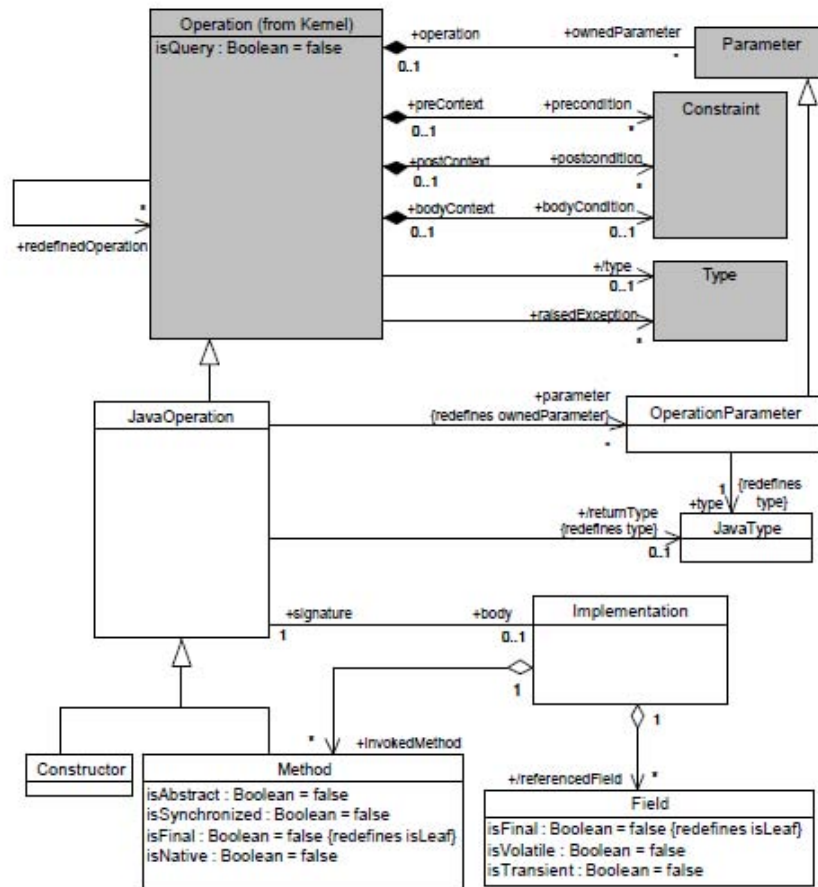 Operation (from Kernel)
isQuery : Boolean = false
+operation
+ownedParameter
0..1
*
Parameter
+preContext
+precondition
0..1
*
Constraint
+postContext
+postcondition
0..1
*
+bodyContext
+bodyCondition
0..1
0..1
*
+redefinedOperation
+/type
0..1
Type
+raisedException
*
JavaOperation
+parameter
{redefines ownedParameter}
*
OperationParameter
1
{redefines
+type
type}
+/returnType
{redefines type}
0..1
JavaType
+signature
+body
1
0..1
Implementation
1
1
*
+invokedMethod
+/referencedField
*
Constructor
Method
isAbstract : Boolean = false
isSynchronized : Boolean = false
isFinal : Boolean = false {redefines isLeaf}
isNative : Boolean = false
Field
isFinal : Boolean = false {redefines isLeaf}
isVolatile : Boolean = false
isTransient : Boolean = false